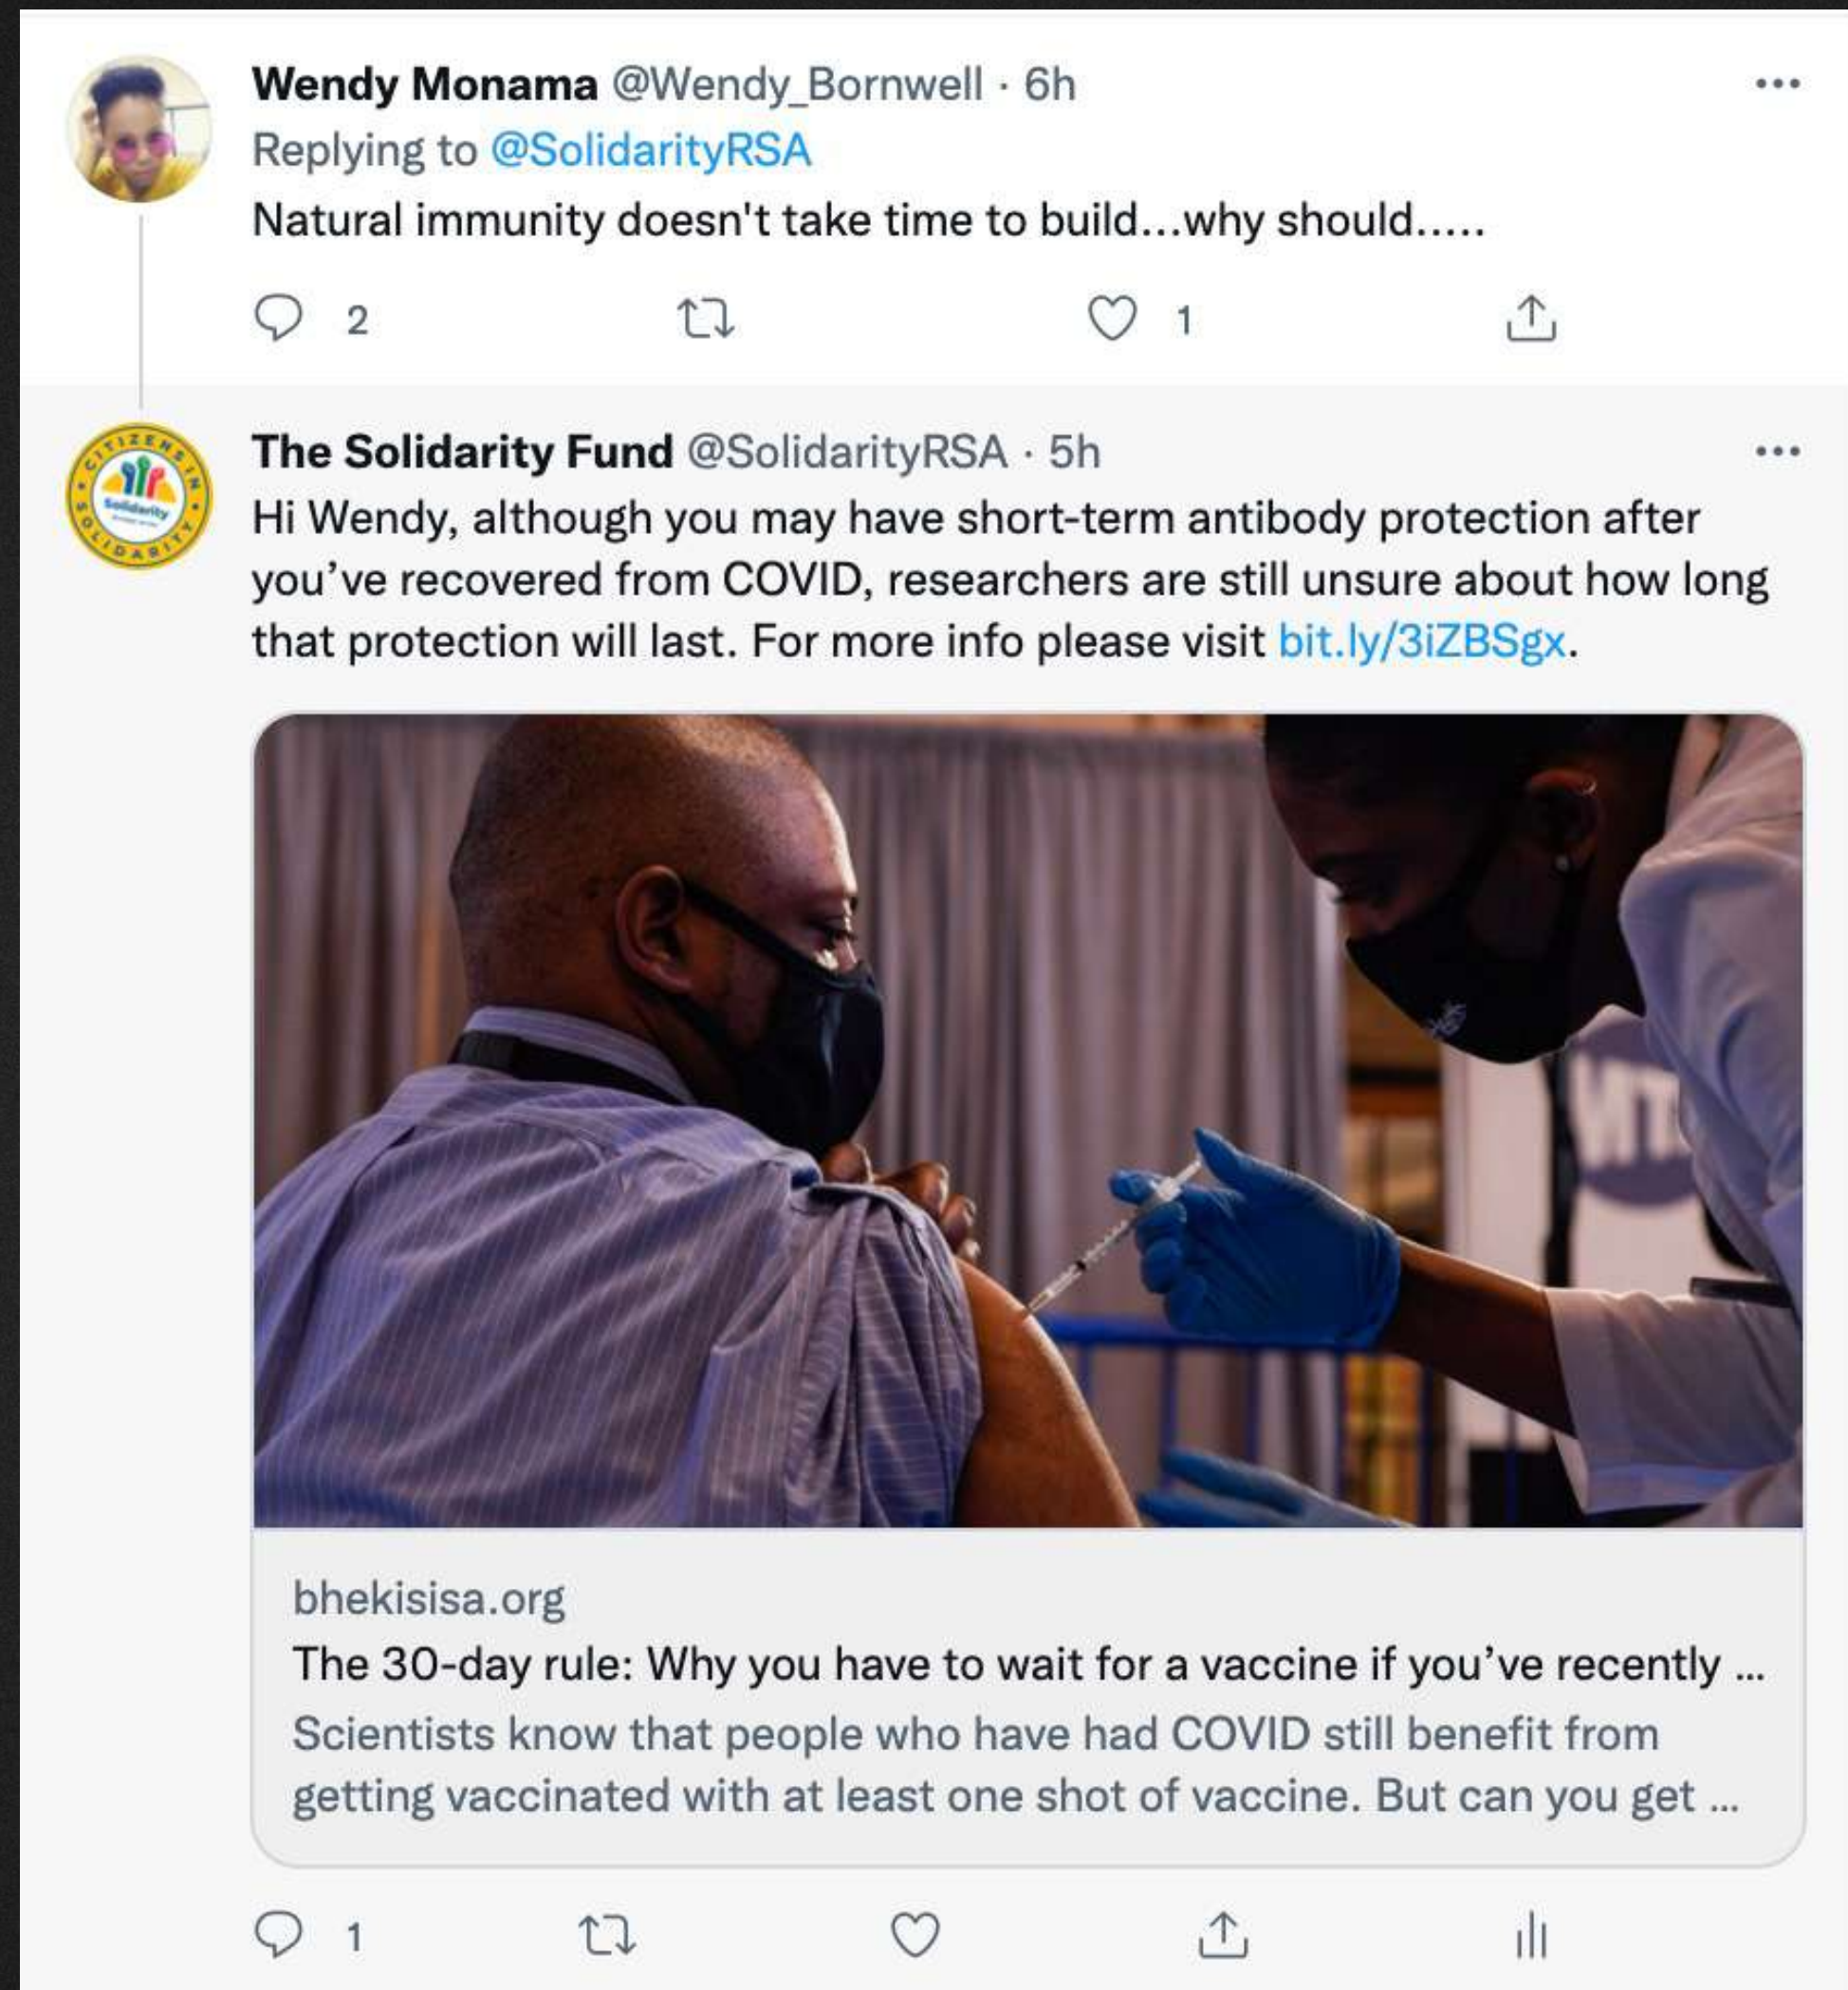 Wendy Monama @Wendy_Bornwell · 6h
Replying to @SolidarityRSA
Natural immunity doesn't take time to build...why should.....
2 1
CITIZENS IN SOLIDARITY
Solidarity
The Solidarity Fund @SolidarityRSA · 5h
Hi Wendy, although you may have short-term antibody protection after
you’ve recovered from COVID, researchers are still unsure about how long
that protection will last. For more info please visit bit.ly/3iZBSgx.
bhekisisa.org
The 30-day rule: Why you have to wait for a vaccine if you’ve recently ...
Scientists know that people who have had COVID still benefit from
getting vaccinated with at least one shot of vaccine. But can you get ...
1